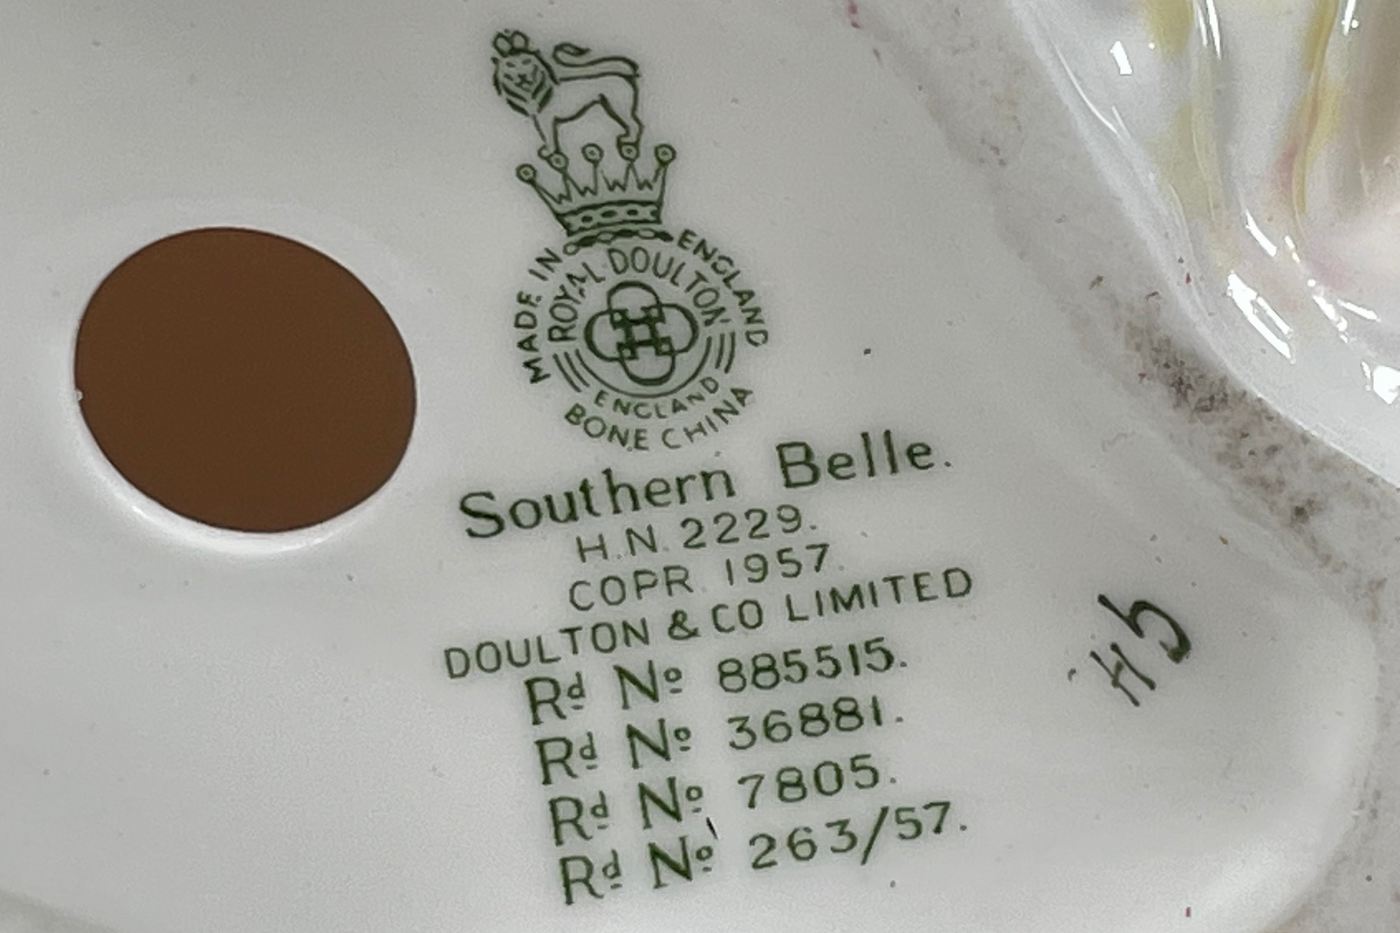 MADE IN ENGLAND
ROYAL DOULTON
ENGLAND
BONE CHINA
Southern Belle.
H.N. 2229.
COPR. 1957.
DOULTON & CO LIMITED
Rd No 885515.
Rd No 36881.
Rd No 7805.
Rd No 263/57.